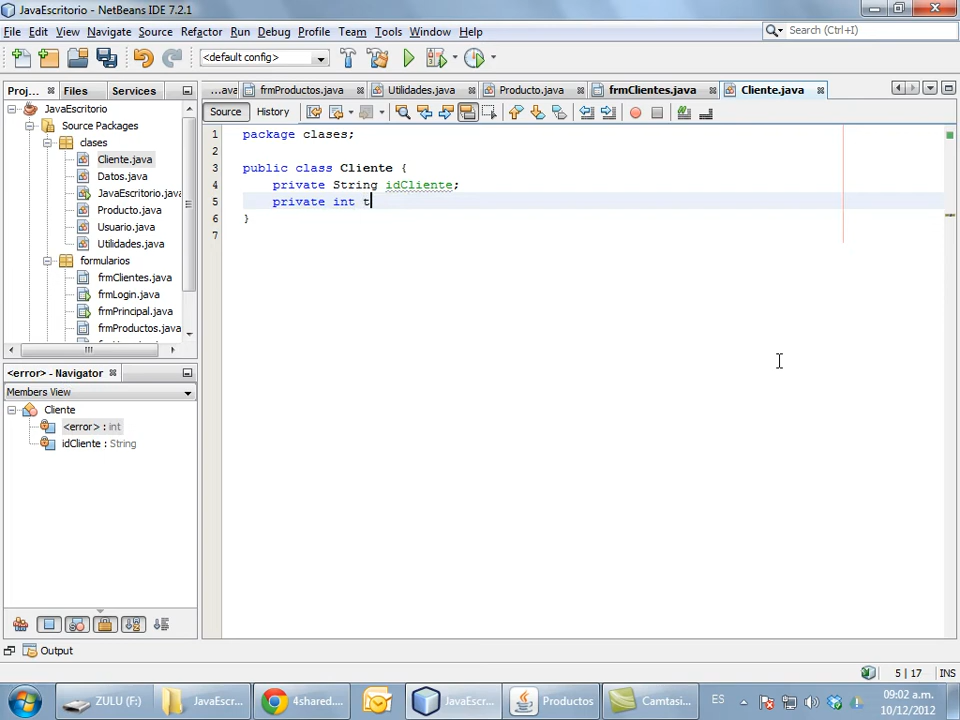 JavaEscritorio - NetBeans IDE 7.2.1
File Edit View Navigate Source Refactor Run Debug Profile Team Tools Window Help
Search (Ctrl+I)
<default config>
Proj... Files Services
...ava frmProductos.java Utilidades.java Producto.java frmClientes.java Cliente.java
Source History
JavaEscritorio
Source Packages
clases
Cliente.java
Datos.java
JavaEscritorio.java
Producto.java
Usuario.java
Utilidades.java
formularios
frmClientes.java
frmLogin.java
frmPrincipal.java
frmProductos.java
1 package clases;
2
3 public class Cliente {
4 private String idCliente;
5 private int t
6 }
7
<error> - Navigator
Members View
Cliente
<error> : int
idCliente : String
Output
5 | 17 INS
ZULU (F:) JavaEscr... 4shared.... JavaEscr... Productos Camtasi... ES
09:02 a.m.
10/12/2012